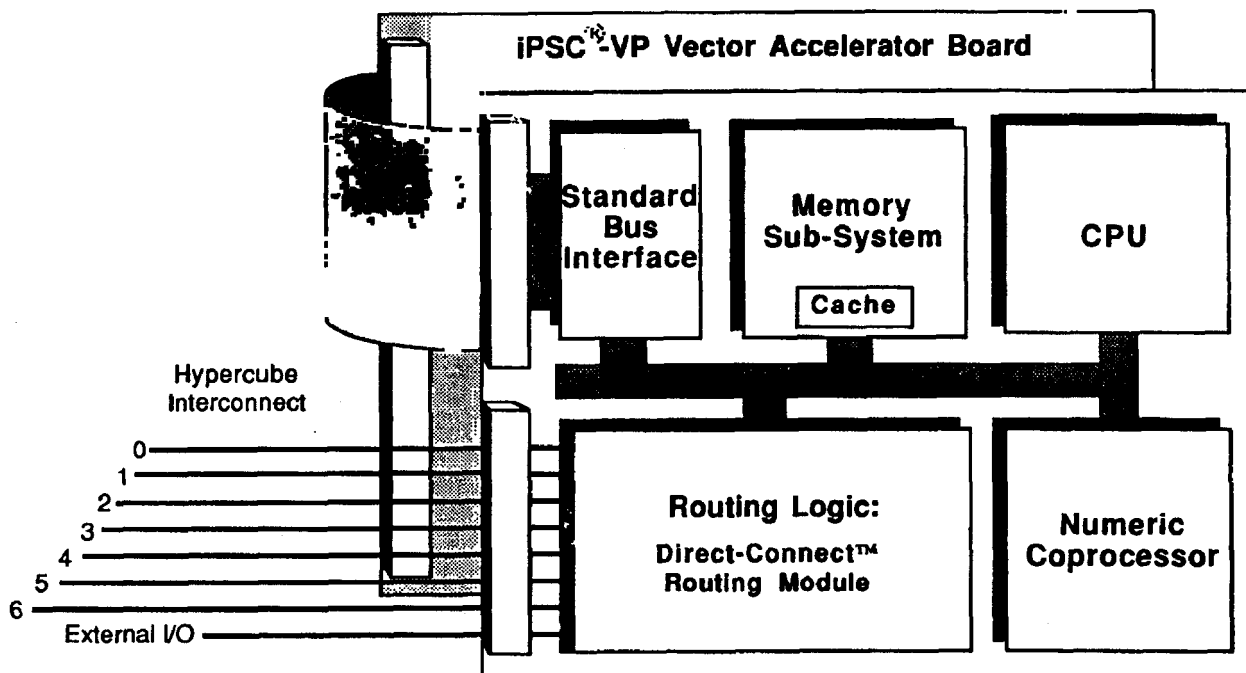 iPSC®-VP Vector Accelerator Board
Standard
Bus
Interface
Memory
Sub-System
Cache
CPU
Hypercube
Interconnect
0
1
2
3
4
5
6
External I/O
Routing Logic:
Direct-Connect™
Routing Module
Numeric
Coprocessor